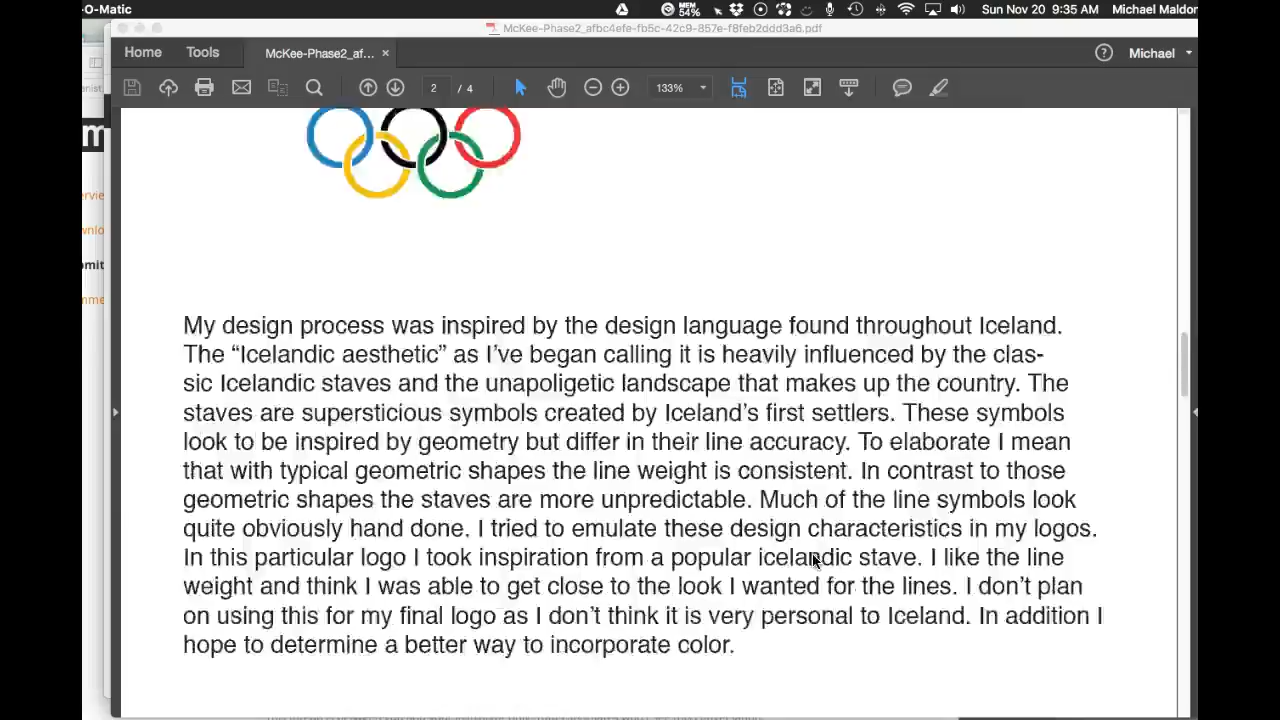 -O-Matic
MEM
54%
Sun Nov 20 9:35 AM
Michael Maldor
McKee-Phase2_afbc4efe-fb5c-42c9-857e-f8feb2ddd3a6.pdf
Home
Tools
McKee-Phase2_af... ×
?
Michael
2
/ 4
133%
m
ervie
ownlo
omit
mme
My design process was inspired by the design language found throughout Iceland.
The “Icelandic aesthetic” as I’ve began calling it is heavily influenced by the clas-
sic Icelandic staves and the unapoligetic landscape that makes up the country. The
staves are supersticious symbols created by Iceland’s first settlers. These symbols
look to be inspired by geometry but differ in their line accuracy. To elaborate I mean
that with typical geometric shapes the line weight is consistent. In contrast to those
geometric shapes the staves are more unpredictable. Much of the line symbols look
quite obviously hand done. I tried to emulate these design characteristics in my logos.
In this particular logo I took inspiration from a popular icelandic stave. I like the line
weight and think I was able to get close to the look I wanted for the lines. I don’t plan
on using this for my final logo as I don’t think it is very personal to Iceland. In addition I
hope to determine a better way to incorporate color.